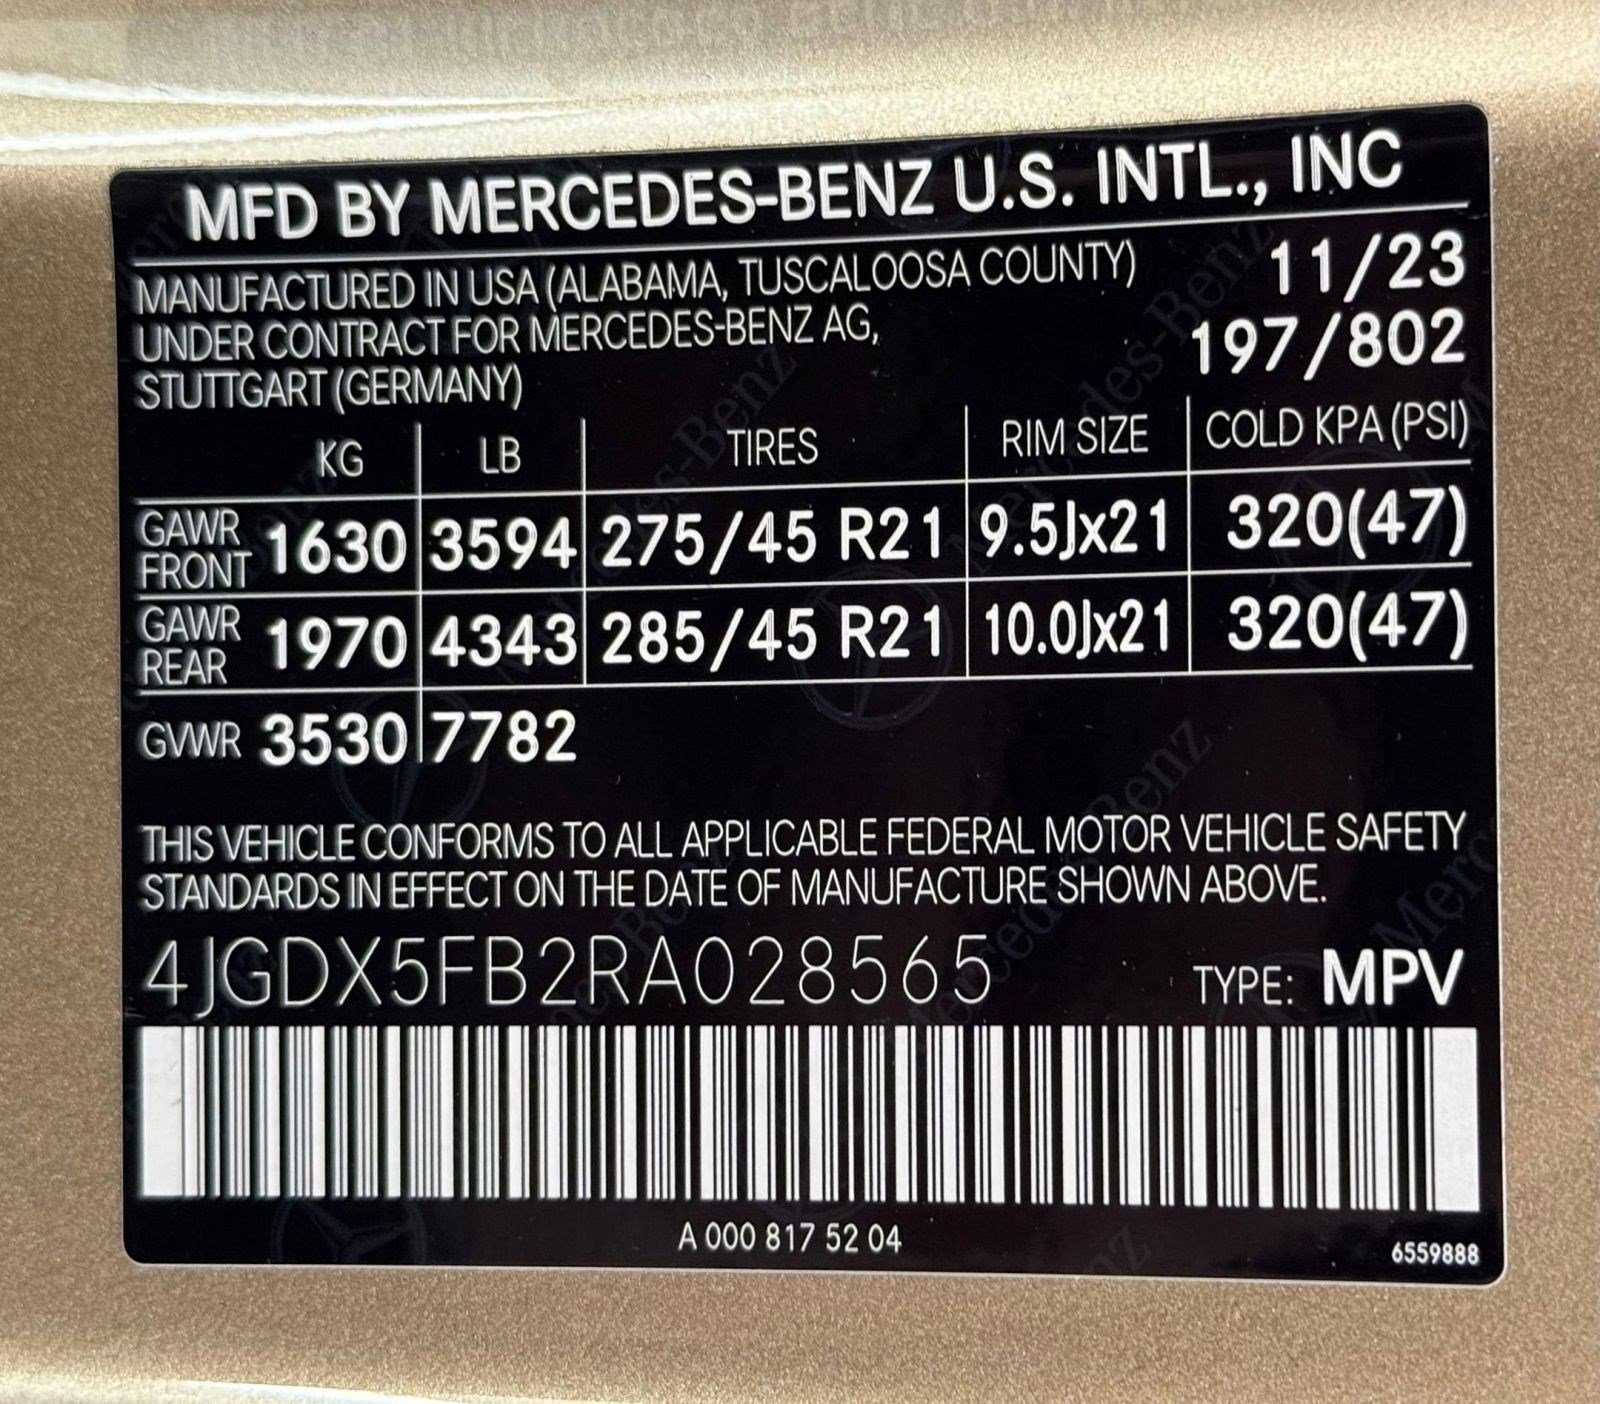 MFD BY MERCEDES-BENZ U.S. INTL., INC
MANUFACTURED IN USA (ALABAMA, TUSCALOOSA COUNTY) 11/23
UNDER CONTRACT FOR MERCEDES-BENZ AG, 197/802
STUTTGART (GERMANY)
KG LB TIRES RIM SIZE COLD KPA (PSI)
GAWR FRONT 1630 3594 275/45 R21 9.5Jx21 320(47)
GAWR REAR 1970 4343 285/45 R21 10.0Jx21 320(47)
GVWR 3530 7782
THIS VEHICLE CONFORMS TO ALL APPLICABLE FEDERAL MOTOR VEHICLE SAFETY
STANDARDS IN EFFECT ON THE DATE OF MANUFACTURE SHOWN ABOVE.
4JGDX5FB2RA028565 TYPE: MPV
A 000 817 52 04
6559888